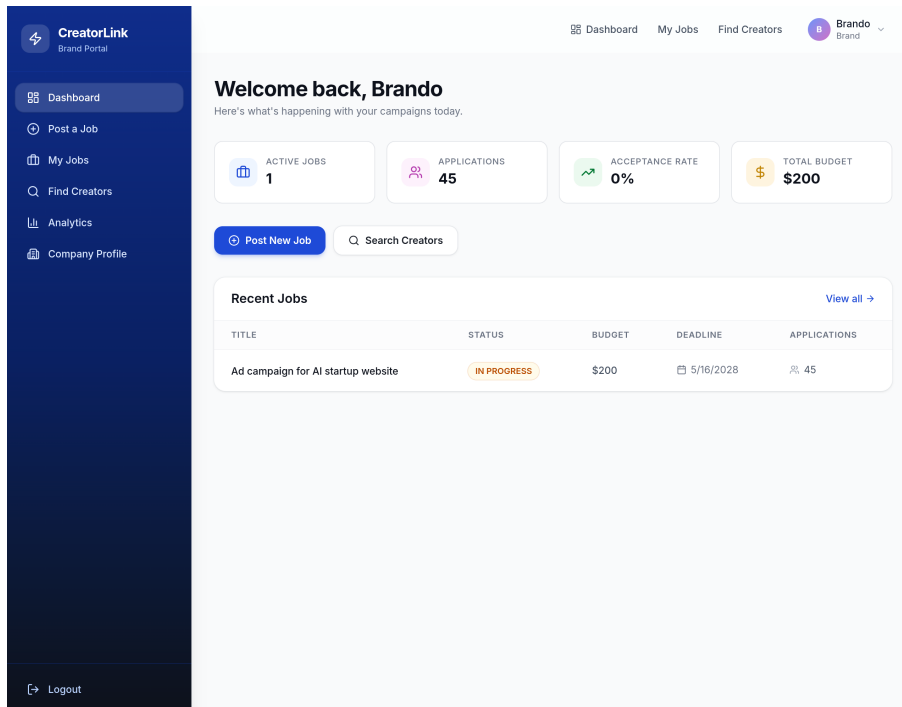 CreatorLink
Brand Portal
Dashboard
Post a Job
My Jobs
Find Creators
Analytics
Company Profile
Logout
Dashboard My Jobs Find Creators
B
Brando
Brand
Welcome back, Brando
Here's what's happening with your campaigns today.
ACTIVE JOBS
1
APPLICATIONS
45
ACCEPTANCE RATE
0%
TOTAL BUDGET
$200
Post New Job
Search Creators
Recent Jobs
View all →
TITLE STATUS BUDGET DEADLINE APPLICATIONS
Ad campaign for AI startup website IN PROGRESS $200 5/16/2028 45